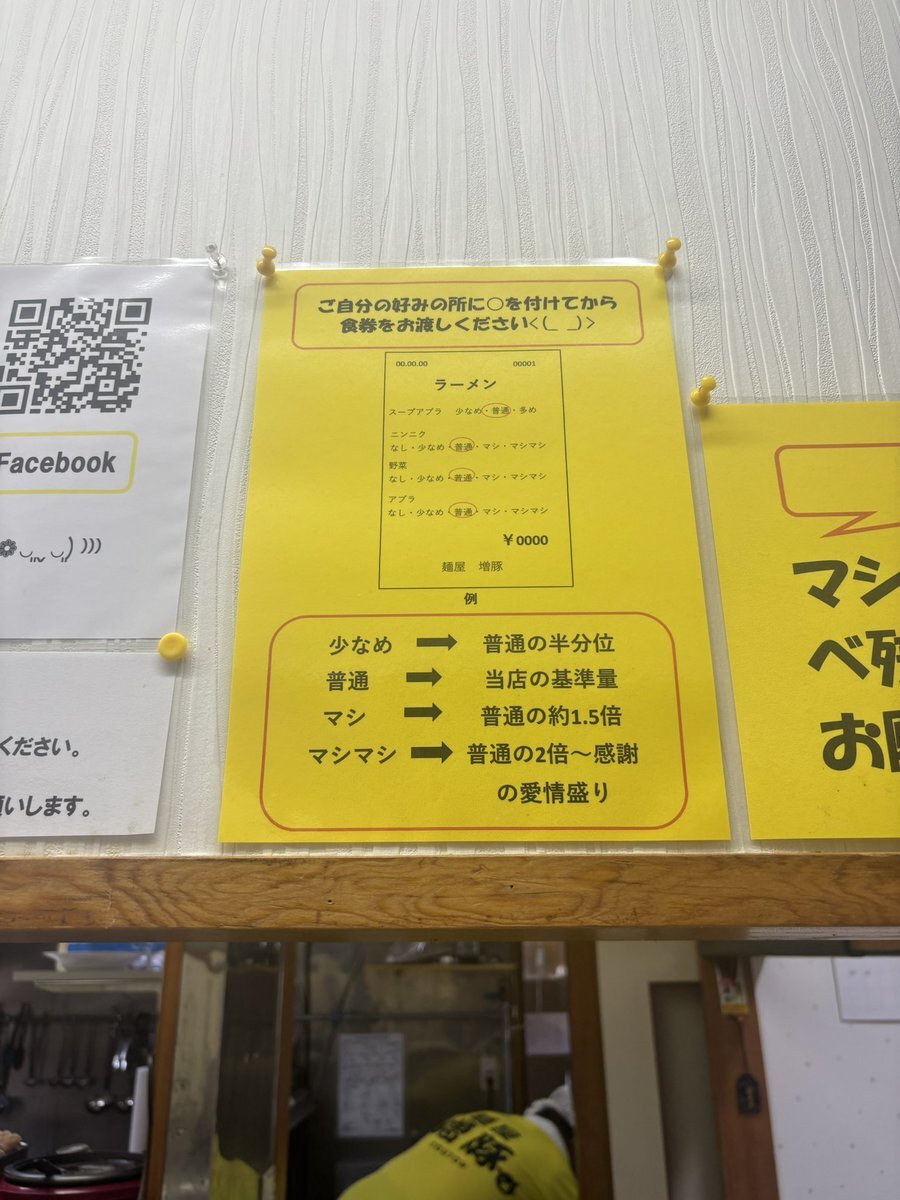 ご自分の好みの所に○を付けてから
食券をお渡しください<(_ _)>
00.00.00 00001
ラーメン
スープアブラ 少なめ・普通・多め
ニンニク
なし・少なめ・普通・マシ・マシマシ
野菜
なし・少なめ・普通・マシ・マシマシ
アブラ
なし・少なめ・普通・マシ・マシマシ
¥0000
麺屋 増豚
例
少なめ ➡ 普通の半分位
普通 ➡ 当店の基準量
マシ ➡ 普通の約1.5倍
マシマシ ➡ 普通の2倍～感謝
の愛情盛り
Facebook
ください。
願いします。
マシ
べ残
お